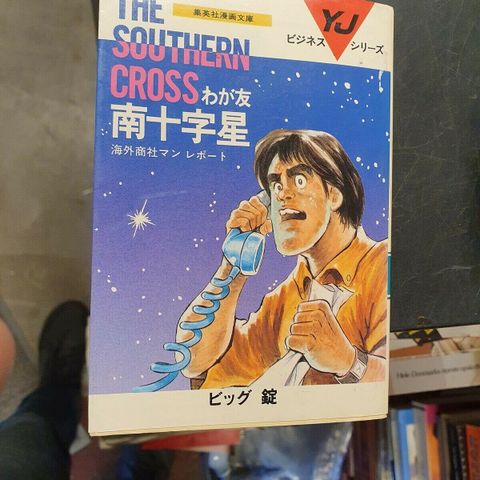 THE
SOUTHERN
CROSS わが友
南十字星
海外商社マン レポート
集英社漫画文庫
YJ
ビジネス シリーズ
ビッグ 錠